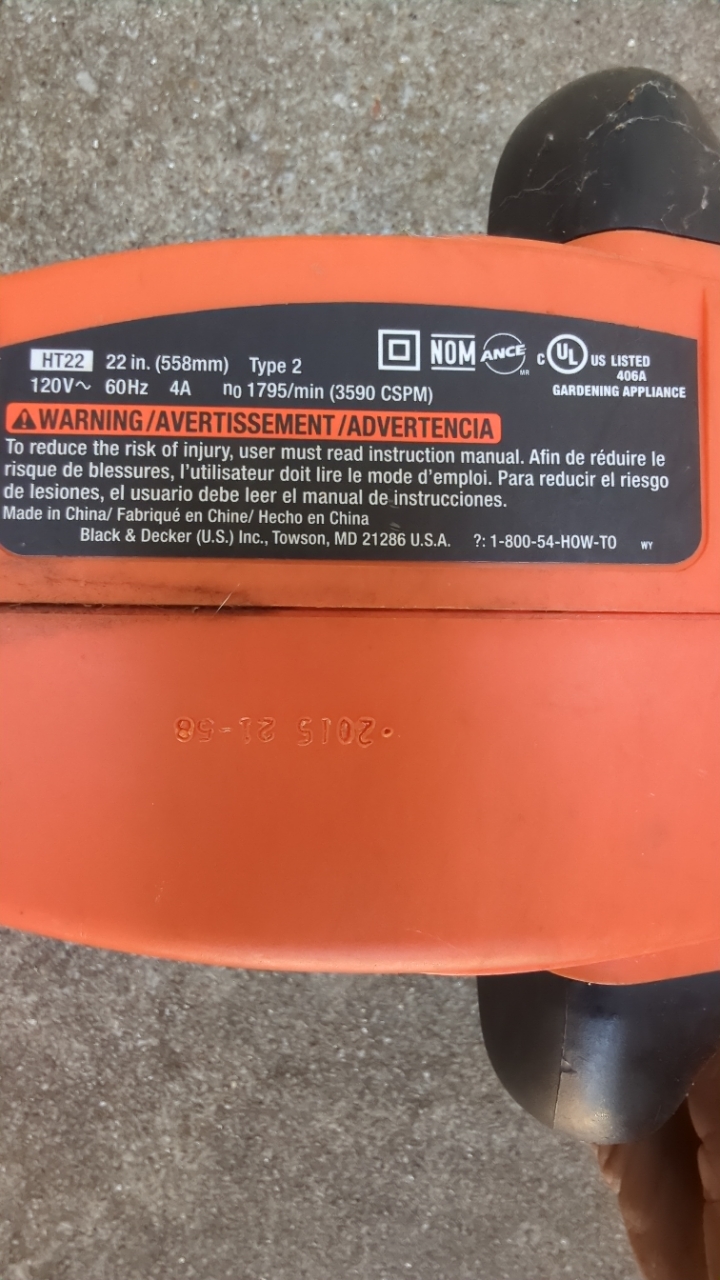 HT22 22 in. (558mm) Type 2
120V~ 60Hz 4A n0 1795/min (3590 CSPM)
NOM ANCE MR C UL US LISTED
406A
GARDENING APPLIANCE
WARNING/AVERTISSEMENT/ADVERTENCIA
To reduce the risk of injury, user must read instruction manual. Afin de réduire le
risque de blessures, l'utilisateur doit lire le mode d'emploi. Para reducir el riesgo
de lesiones, el usuario debe leer el manual de instrucciones.
Made in China/ Fabriqué en Chine/ Hecho en China
Black & Decker (U.S.) Inc., Towson, MD 21286 U.S.A. ?: 1-800-54-HOW-TO WY
·2015 21-58